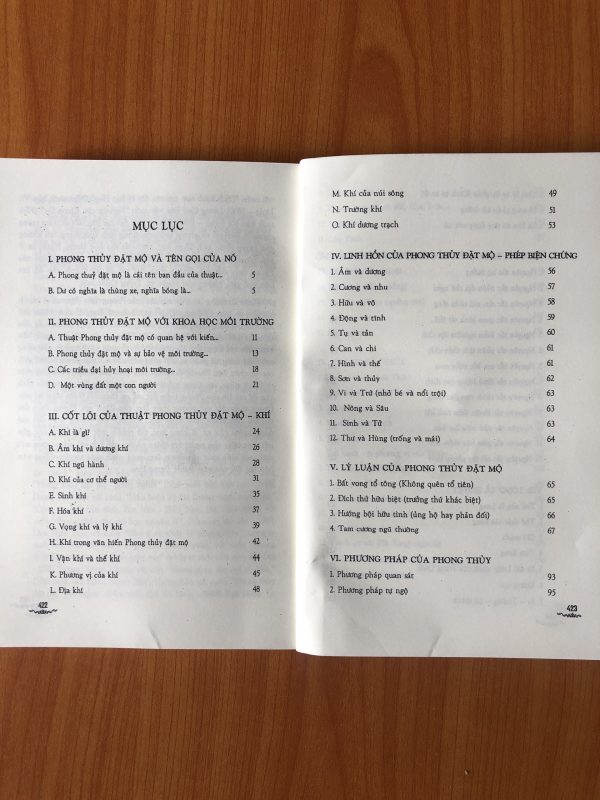 MỤC LỤC
I. PHONG THỦY ĐẶT MỘ VÀ TÊN GỌI CỦA NÓ
A. Phong thuỷ đặt mộ là cái tên ban đầu của thuật... 5
B. Dư có nghĩa là thùng xe, nghĩa bóng là... 5
II. PHONG THỦY ĐẶT MỘ VỚI KHOA HỌC MÔI TRƯỜNG
A. Thuật Phong thủy đặt mộ có quan hệ với kiến... 11
B. Phong thủy đặt mộ và sự bảo vệ môi trường... 13
C. Cấc triều đại hủy hoại môi trường... 18
D. Một vùng đất một con người 21
III. CỐT LÕI CỦA THUẬT PHONG THỦY ĐẶT MỘ – KHÍ
A. Khí là gì? 24
B. Âm khí và dương khí 26
C. Khí ngũ hành 28
D. Khí của cơ thể người 31
E. Sinh khí 35
F. Hóa khí 37
G. Vọng khí và lý khí 39
H. Khí trong văn hiến Phong thủy đặt mộ 42
I. Vận khí và thế khí 44
K. Phương vị của khí 45
L. Địa khí 48
422
M. Khí của núi sông 49
N. Trường khí 51
O. Khí dương trạch 53
IV. LINH HỒN CỦA PHONG THỦY ĐẶT MỘ – PHÉP BIỆN CHỨNG
1. Âm và dương 56
2. Cương và nhu 57
3. Hữu và vô 58
4. Động và tĩnh 59
5. Tụ và tán 60
6. Can và chi 61
7. Hình và thế 61
8. Sơn và thủy 62
9. Vi và Trứ (nhỏ bé và nổi trội) 63
10. Nông và Sâu 63
11. Sinh và Tử 63
12. Thư và Hùng (trống và mái) 64
V. LÝ LUẬN CỦA PHONG THỦY ĐẶT MỘ
1. Bất vong tổ tông (Không quên tổ tiên) 65
2. Đích thứ hữu biệt (trưởng thứ khác biệt) 65
3. Hướng bội hữu tình (ủng hộ hay phản đối) 66
4. Tam cương ngũ thường 67
VI. PHƯƠNG PHÁP CỦA PHONG THỦY
1. Phương pháp quan sát 93
2. Phương pháp tự ngộ 95
423